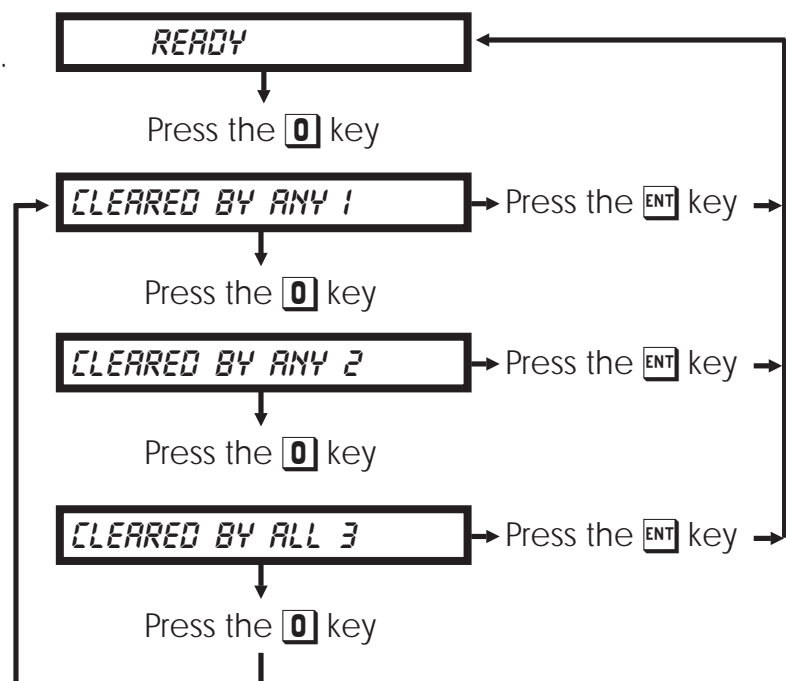 READY
.
Press the 0 key
CLEARED BY ANY 1
Press the ENT key
Press the 0 key
CLEARED BY ANY 2
Press the ENT key
Press the 0 key
CLEARED BY ALL 3
Press the ENT key
Press the 0 key